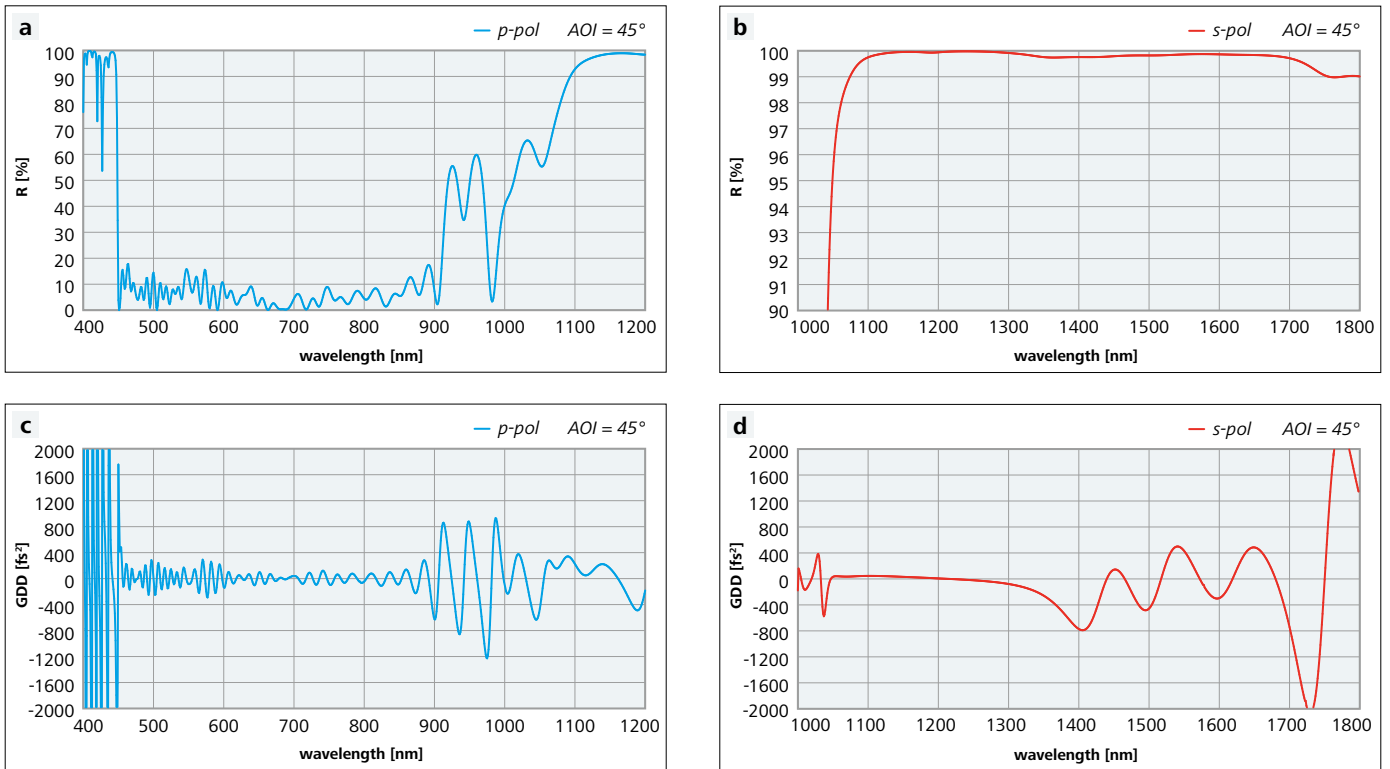 a
p-pol AOI = 45°
100
90
80
70
60
50
40
30
20
10
0
R [%]
400 500 600 700 800 900 1000 1100 1200
wavelength [nm]
b
s-pol AOI = 45°
100
99
98
97
96
95
94
93
92
91
90
R [%]
1000 1100 1200 1300 1400 1500 1600 1700 1800
wavelength [nm]
c
p-pol AOI = 45°
2000
1600
1200
800
400
0
-400
-800
-1200
-1600
-2000
GDD [fs²]
400 500 600 700 800 900 1000 1100 1200
wavelength [nm]
d
s-pol AOI = 45°
2000
1600
1200
800
400
0
-400
-800
-1200
-1600
-2000
GDD [fs²]
1000 1100 1200 1300 1400 1500 1600 1700 1800
wavelength [nm]